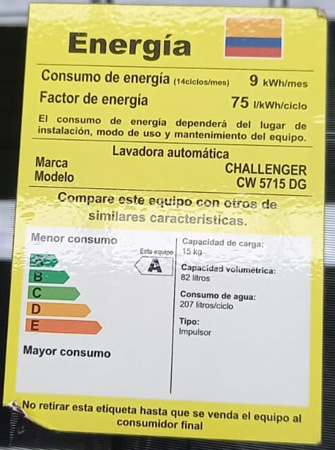 Energía
Consumo de energía (14ciclos/mes) 9 kWh/mes
Factor de energía 75 l/kWh/ciclo
El consumo de energía dependerá del lugar de
instalación, modo de uso y mantenimiento del equipo.
Lavadora automática
Marca CHALLENGER
Modelo CW 5715 DG
Compare este equipo con otros de
similares características.
Menor consumo
Este equipo
A
B
C
D
E
Mayor consumo
Capacidad de carga:
15 kg
Capacidad volumétrica:
82 litros
Consumo de agua:
207 litros/ciclo
Tipo:
Impulsor
No retirar esta etiqueta hasta que se venda el equipo al
consumidor final